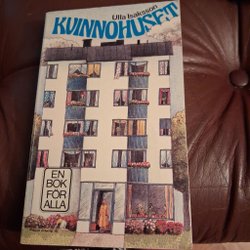 Ulla Isaksson
KVINNOHUSET
EN
BOK
FÖR
ALLA